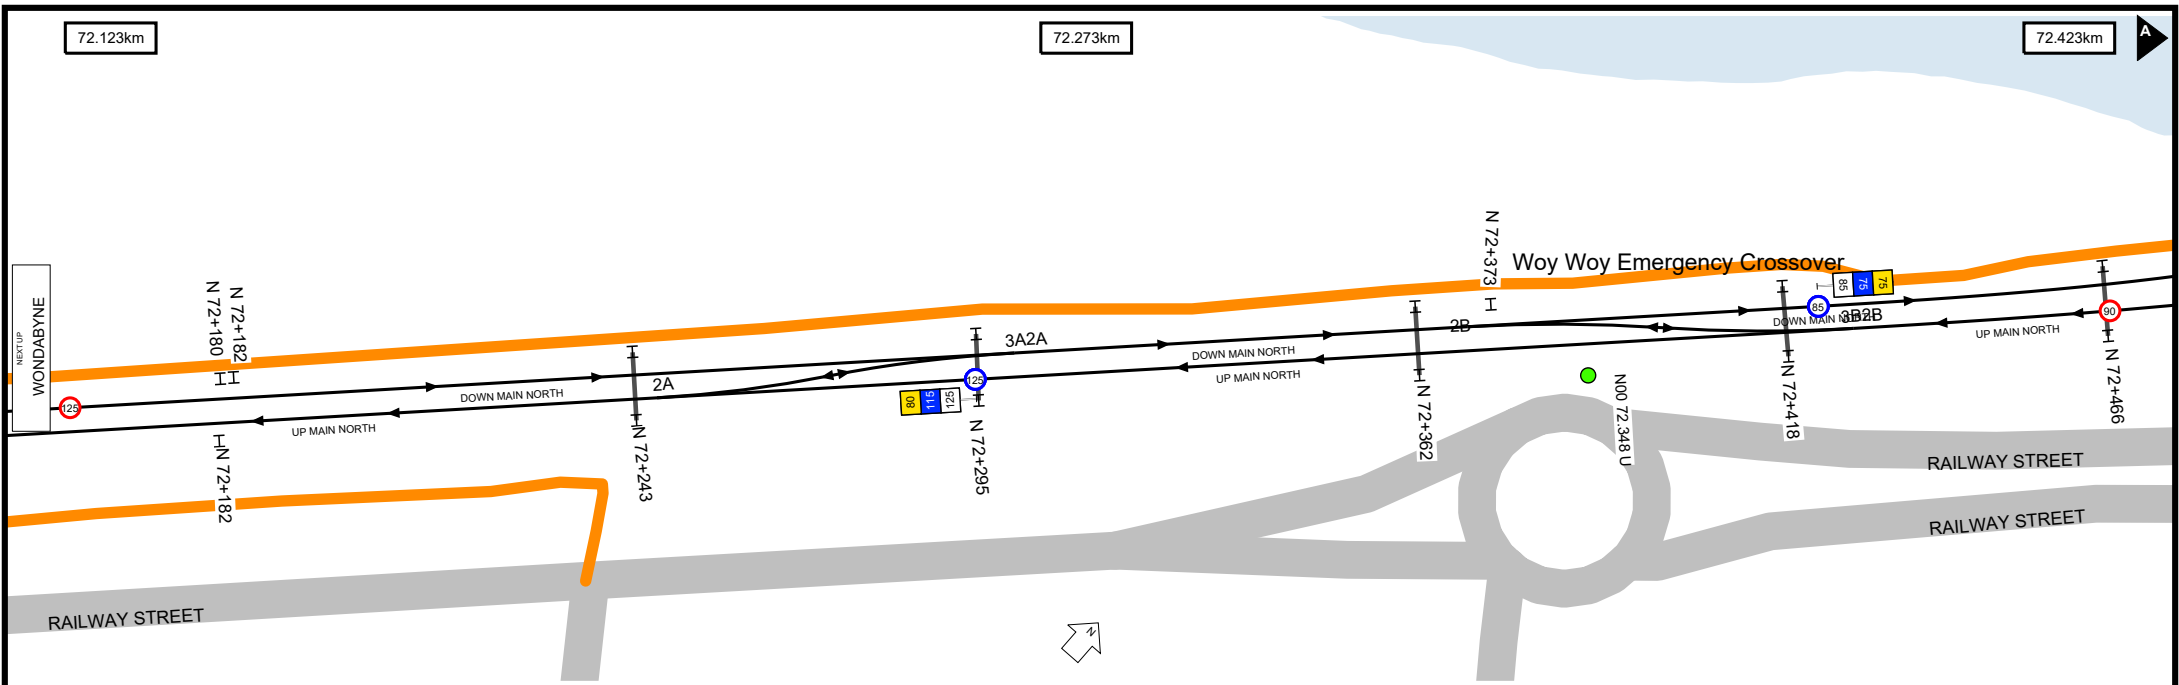 72.123km
72.273km
72.423km
A
NEXT UP
WONDABYNE
N 72+180
N 72+182
N 72+373
Woy Woy Emergency Crossover
85
75
75
85
DOWN MAIN NORTH
3B2B
90
UP MAIN NORTH
2B
3A2A
DOWN MAIN NORTH
UP MAIN NORTH
125
2A
80
115
125
125
DOWN MAIN NORTH
UP MAIN NORTH
N 72+182
N 72+243
N 72+295
N 72+362
N00 72.348 U
N 72+418
N 72+466
RAILWAY STREET
RAILWAY STREET
RAILWAY STREET
N